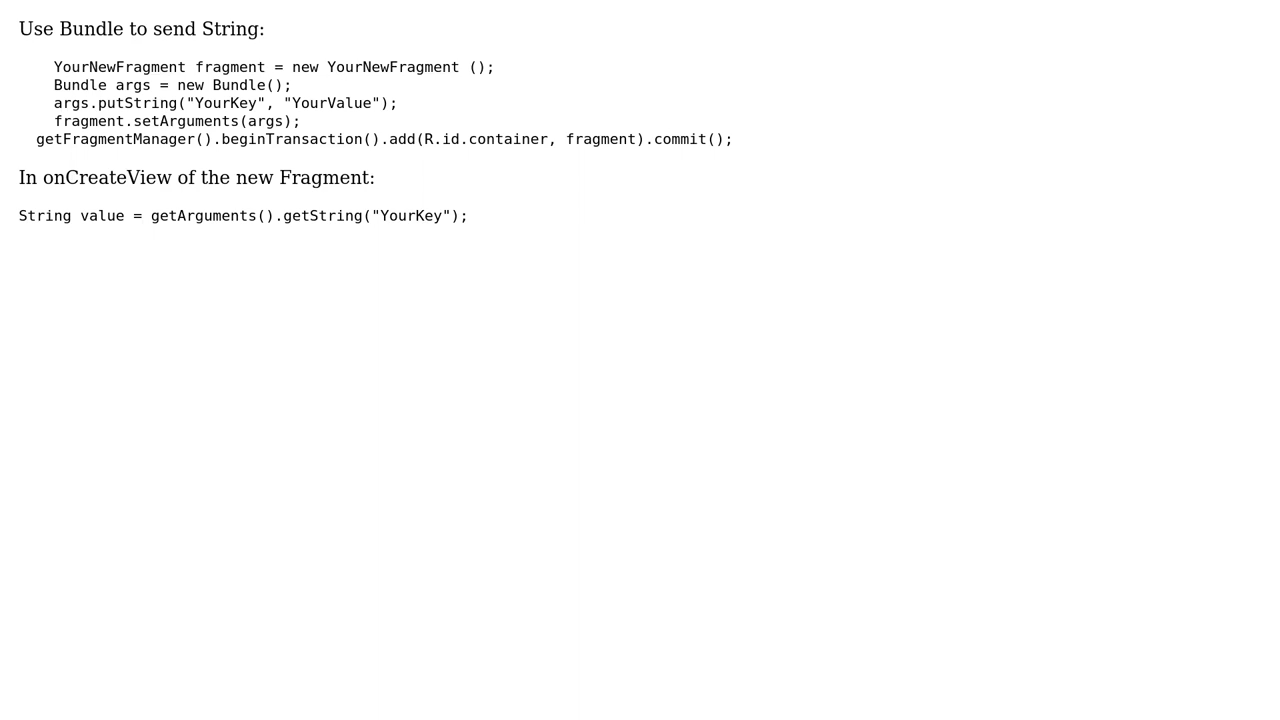 Use Bundle to send String:
    YourNewFragment fragment = new YourNewFragment ();
    Bundle args = new Bundle();
    args.putString("YourKey", "YourValue");
    fragment.setArguments(args);
  getFragmentManager().beginTransaction().add(R.id.container, fragment).commit();
In onCreateView of the new Fragment:
String value = getArguments().getString("YourKey");